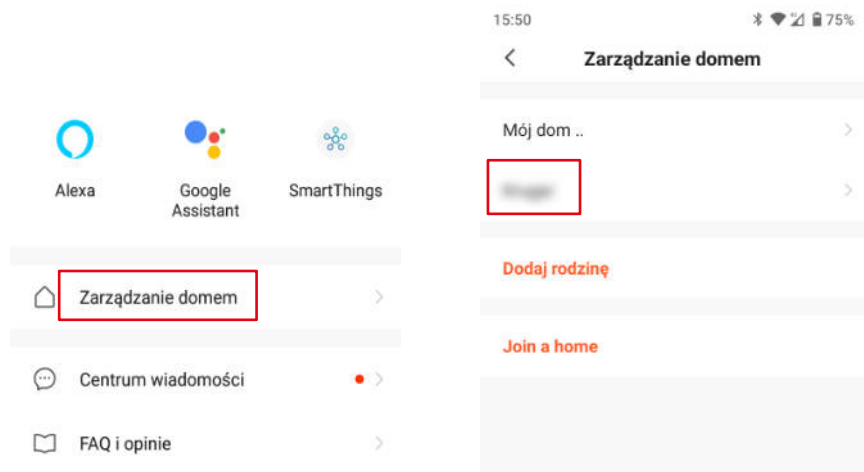 Alexa
Google
Assistant
SmartThings
Zarządzanie domem
Centrum wiadomości
FAQ i opinie
15:50
75%
Zarządzanie domem
Mój dom ..
Dodaj rodzinę
Join a home